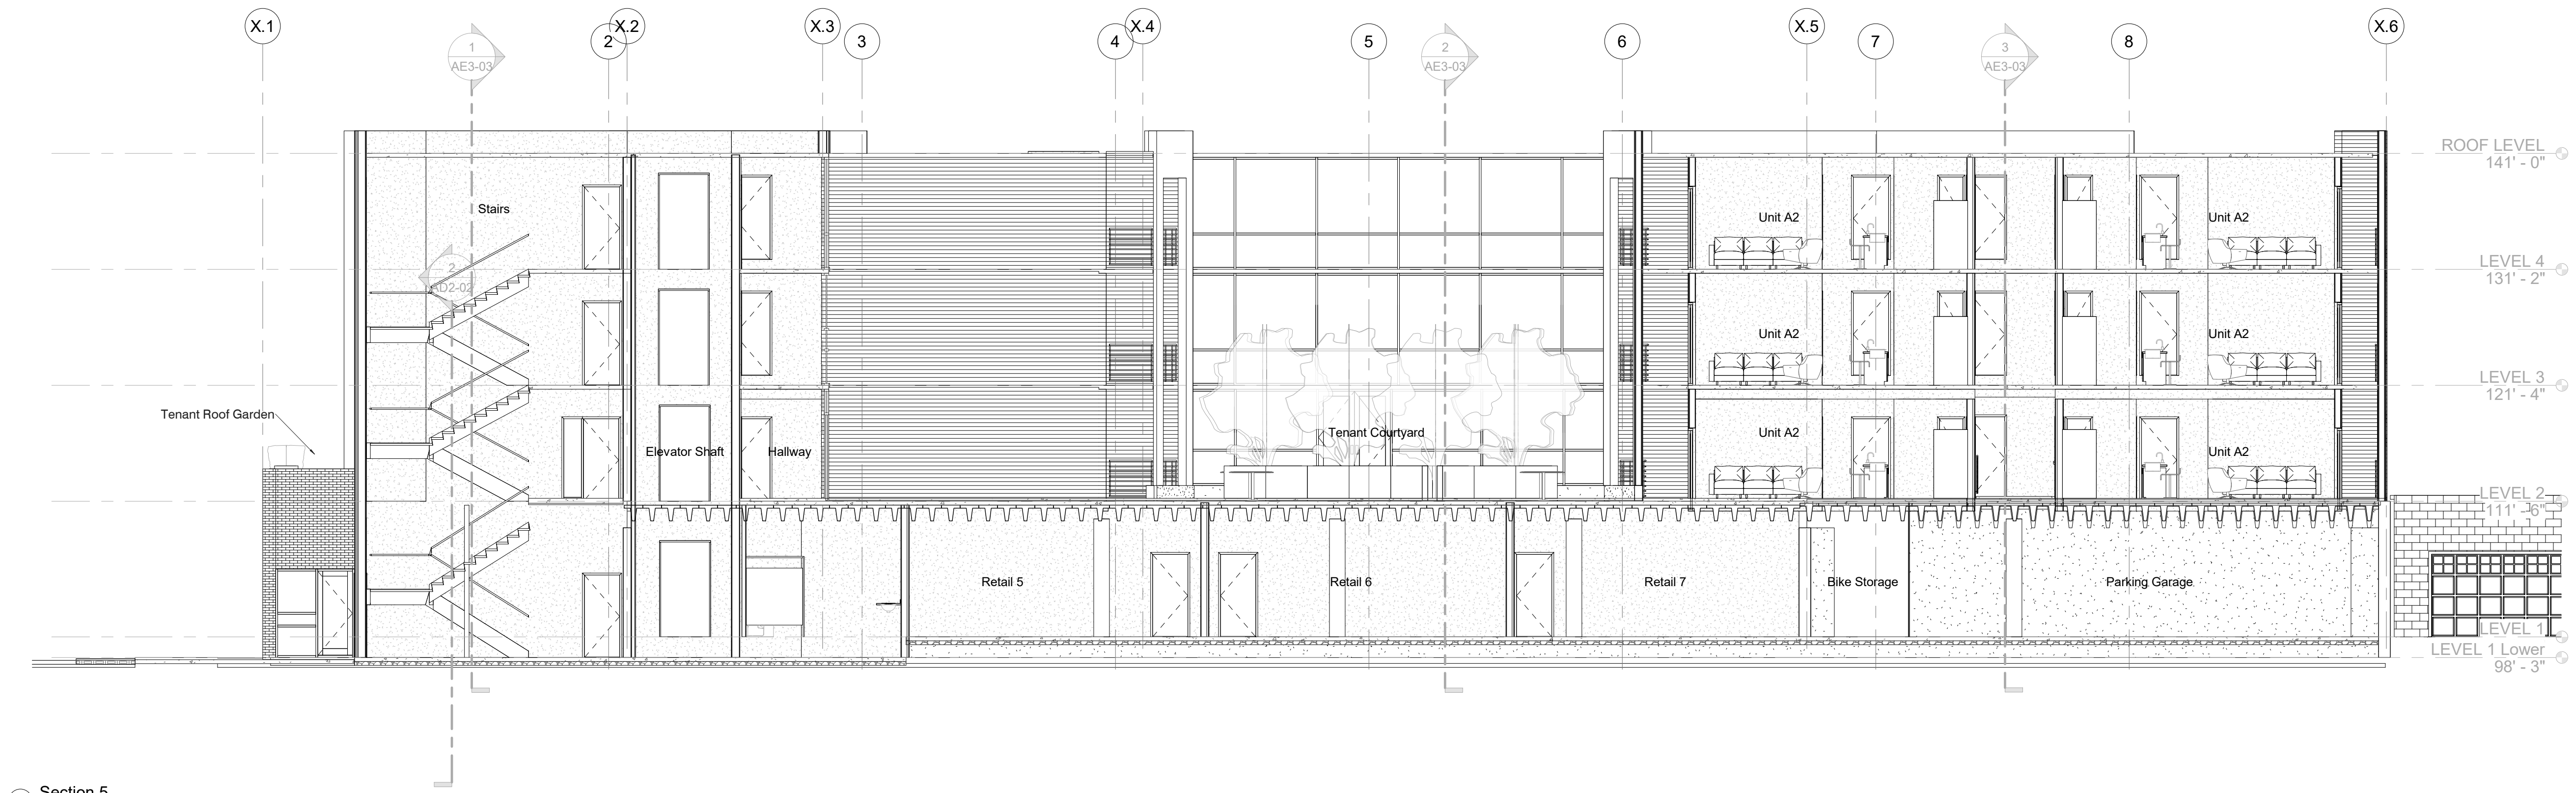 X.1
X.2
X.3
X.4
X.5
X.6
2
3
4
5
6
7
8
1
AE3-03
2
AE3-03
3
AE3-03
ROOF LEVEL
141' - 0"
Stairs
Unit A2
Unit A2
LEVEL 4
131' - 2"
2
AD2-02
Unit A2
Unit A2
LEVEL 3
121' - 4"
Tenant Roof Garden
Tenant Courtyard
Unit A2
Elevator Shaft
Hallway
Unit A2
LEVEL 2
111' - 6"
Retail 5
Retail 6
Retail 7
Bike Storage
Parking Garage
LEVEL 1
LEVEL 1 Lower
98' - 3"
Section 5